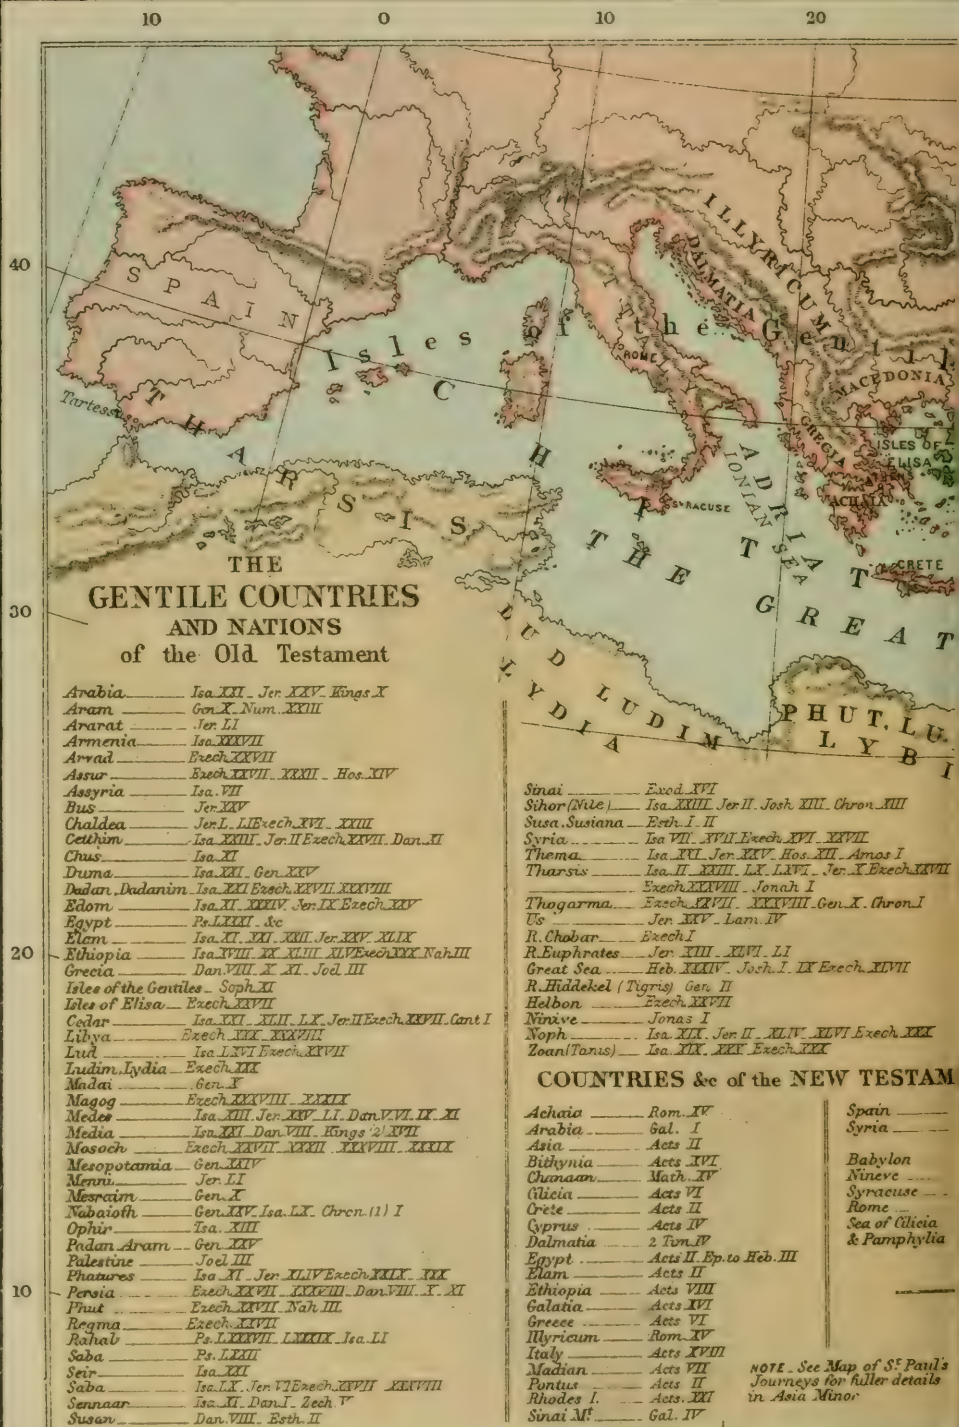 10 0 10 20
40
30
20
10
SPAIN
Isles of the Gentil
ILLYRICUM
DALMATIA
ITALIA
ROME
MACEDONIA
GRECIA
ISLES OF
ELISA
ACHAIA
Tartess
THARSIS
CHITT
ADRIAT
IONIAN SEA
SYRACUSE
CRETE
THE GREAT
LUD LUDIM
LYDIA
PHUT. LU.
LYBI
THE
GENTILE COUNTRIES
AND NATIONS
of the Old Testament
Arabia Isa. XXI _ Jer. XXV _ Kings X
Aram Gen X _ Num. XXIII
Ararat Jer. LI
Armenia Isa. XXXVII
Arvad Ezech XXVII
Assur Ezech XXVII _ XXXII _ Hos. XIV
Assyria Isa. VII
Bus Jer. XXV
Chaldea Jer. L _ LI Ezech XVI _ XXIII
Cetthim Isa. XXIII _ Jer. II Ezech XXVII _ Dan. XI
Chus Isa. XI
Duma Isa. XXI _ Gen. XXV
Dadan, Dadanim Isa. XXI Ezech XXVII. XXXVIII
Edom Isa. XI. XXXIV. Jer. IX Ezech XXV
Egypt Ps. LXXXI _ &c
Elam Isa. XI. XXI. XXII Jer. XXV. XLIX
Ethiopia Isa XVIII. XX. XLIII. XLV Ezech XXX Nah. III
Grecia Dan. VIII. X. XI. Joel. III
Isles of the Gentiles _ Soph. XI
Isles of Elisa _ Ezech XXVII
Cedar Isa. XXI _ XLII _ LX _ Jer. II Ezech XXVII _ Cant I
Libya Ezech XXX _ XXXVIII
Lud Isa. LXVI Ezech XXVII
Ludim, Lydia Ezech XXX
Madai Gen. X
Magog Ezech XXXVIII _ XXXIX
Medes Isa. XIII. Jer. XXV _ LI. Dan. V. VI. IX _ XI
Media Isa. XXI _ Dan. VIII _ Kings (2) XVII
Mosoch Ezech XXVII _ XXXII _ XXXVIII _ XXXIX
Mesopotamia Gen. XXIV
Menni Jer. LI
Mesraim Gen. X
Nabaioth Gen. XXV. Isa. LX _ Chron. (1) I
Ophir Isa. XIII
Padan Aram Gen. XXV
Palestine Joel III
Phatures Isa. XI _ Jer. XLIV Ezech XXIX _ XXX
Persia Ezech XXVII _ XXXVIII _ Dan. VIII _ X _ XI
Phut Ezech XXVII _ Nah. III.
Regma Ezech. XXVII
Rahab Ps. LXXXVII _ LXXXIX _ Isa. LI
Saba Ps. LXXII
Seir Isa. XXI
Saba Isa. LX. Jer. VI Ezech XXVII XXXVIII
Sennaar Isa. XI _ Dan. I _ Zech. V
Susan Dan. VIII _ Esth. II
Sinai Exod XVI
Sihor (Nile) Isa. XXIII. Jer II. Josh. XIII _ Chron. XIII
Susa. Susiana Esth. I. II
Syria Isa VII _ XVII Ezech XVI _ XXVII
Thema Isa. XXI. Jer. XXV. Hos. XII _ Amos I
Tharsis Isa. II _ XXIII. LX. LXVI _ Jer. X Ezech XXVII
Ezech XXXVIII _ Jonah I
Thogarma Ezech XXVII _ XXXVIII _ Gen. X. Chron. I
Us Jer. XXV _ Lam. IV
R. Chobar Ezech I
R. Euphrates Jer. XIII _ XLVI. LI
Great Sea Heb. XXXIV _ Josh. I. IX Ezech. XLVII
R. Hiddekel (Tigris) Gen. II
Helbon Ezech XXVII
Ninive Jonas I
Noph Isa. XIX. Jer. II _ XLIV _ XLVI Ezech XXX
Zoan (Tanis) Isa. XIX _ XXX Ezech XXX
COUNTRIES &c of the NEW TESTAM
Achaia Rom. XV
Arabia Gal. I
Asia Acts II
Bithynia Acts XVI
Chanaan Math. XV
Cilicia Acts VI
Crete Acts II
Cyprus Acts IV
Dalmatia 2 Tim. IV
Egypt Acts II. Ep. to Heb. III
Elam Acts II
Ethiopia Acts VIII
Galatia Acts XVI
Greece Acts VI
Illyricum Rom. XV
Italy Acts XVIII
Madian Acts VII
Pontus Acts II
Rhodes I. Acts. XXI
Sinai Mt. Gal. IV
Spain
Syria
Babylon
Nineve
Syracuse
Rome
Sea of Cilicia
& Pamphylia
NOTE _ See Map of St. Paul's
Journeys for fuller details
in Asia Minor